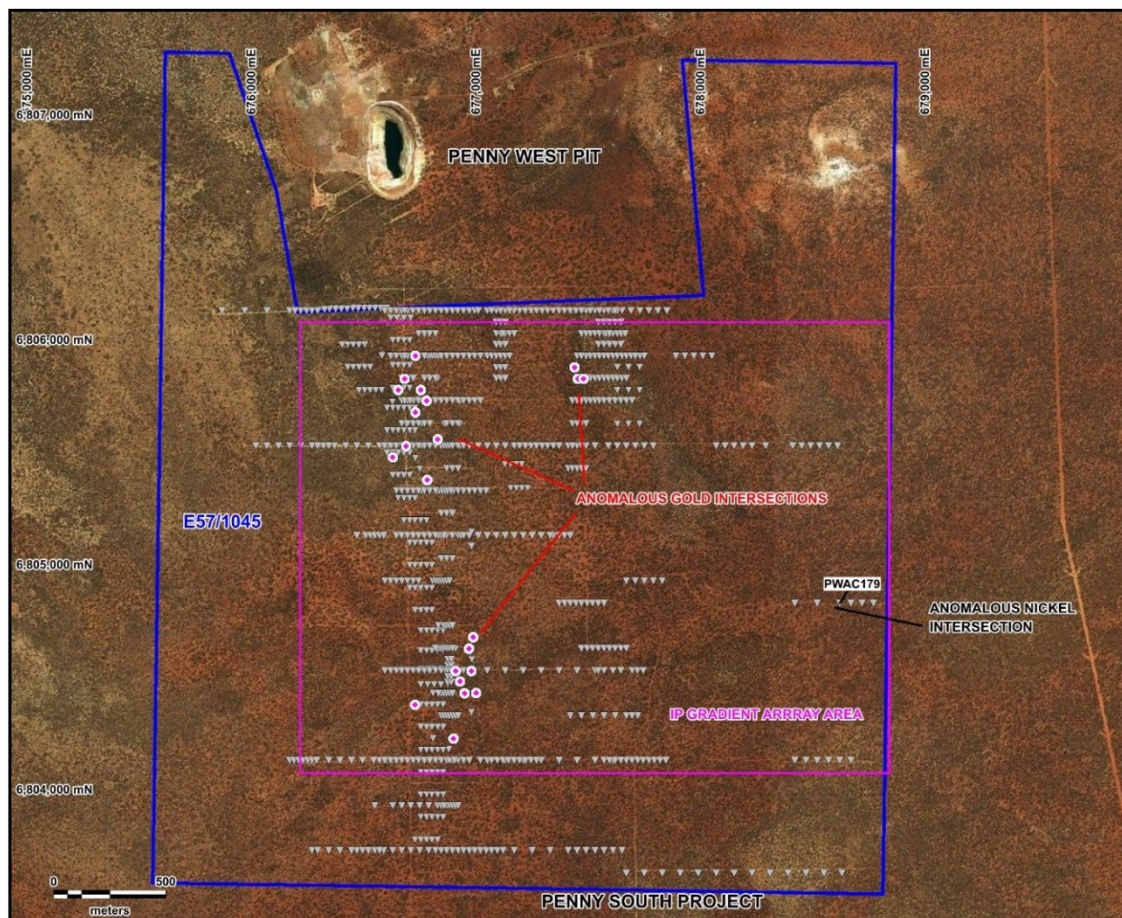 675,000 mE
676,000 mE
677,000 mE
678,000 mE
679,000 mE
6,807,000 mN
PENNY WEST PIT
6,806,000 mN
ANOMALOUS GOLD INTERSECTIONS
E57/1045
6,805,000 mN
PWAC179
ANOMALOUS NICKEL
INTERSECTION
IP GRADIENT ARRRAY AREA
6,804,000 mN
0 500
meters
PENNY SOUTH PROJECT